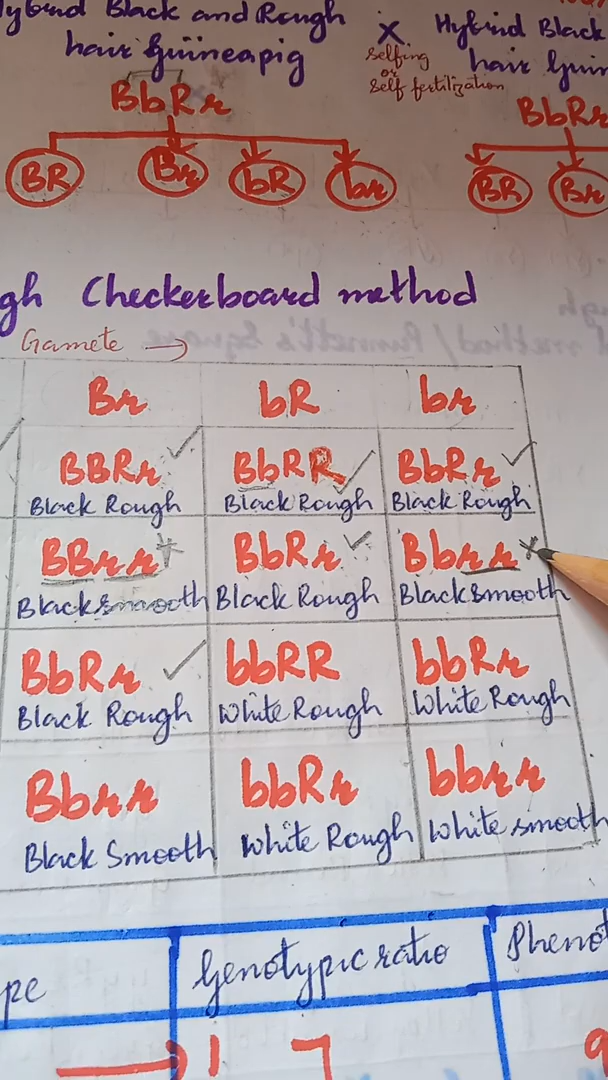 Hybrid Black and Rough X Hybrid Black
hair Guineapig selfing hair Guin
or
self fertilization
BbRr BbRr
BR Br bR br BR Br
gh Checkerboard method
Gamete →
Br bR br
BBRr ✓ BbRR ✓ BbRr ✓
Black Rough Black Rough Black Rough
BBrr BbRr ✓ Bbrr x
Black smooth Black Rough Black smooth
BbRr ✓ bbRR bbRr
Black Rough White Rough White Rough
Bbrr bbRr bbrr
Black Smooth White Rough White smooth
pe Genotypic ratio Phenot
1 9